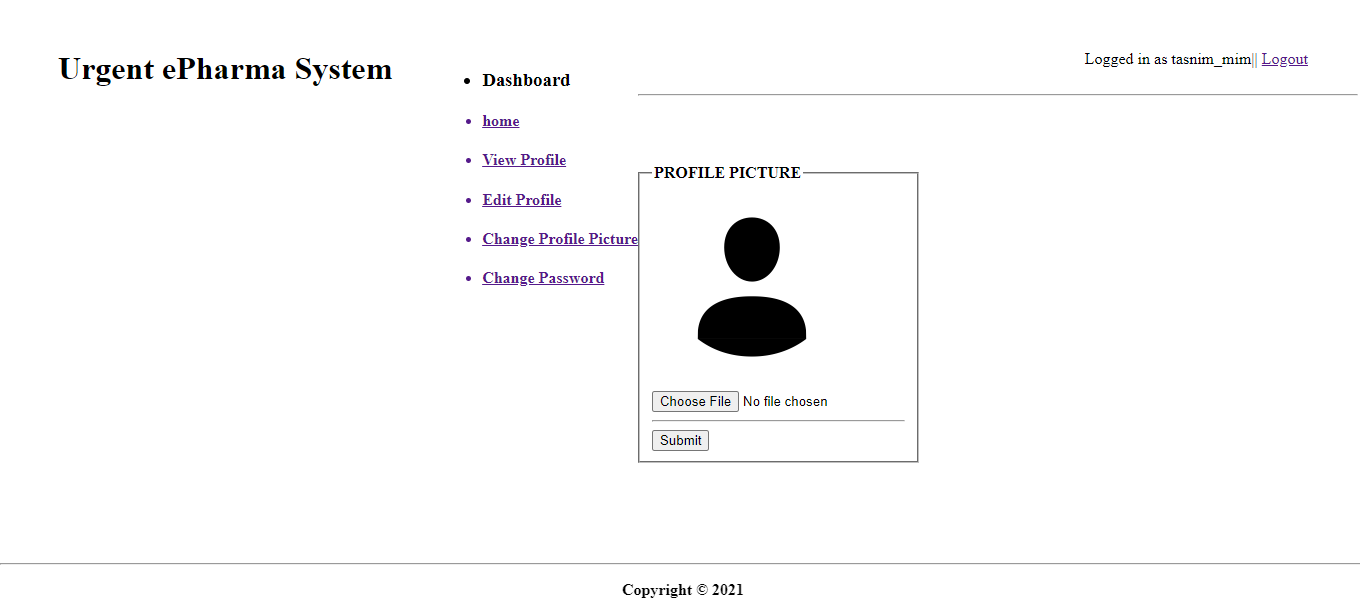 Urgent ePharma System
Logged in as tasnim_mim|| Logout
Dashboard
home
View Profile
Edit Profile
Change Profile Picture
Change Password
PROFILE PICTURE
Choose File No file chosen
Submit
Copyright © 2021